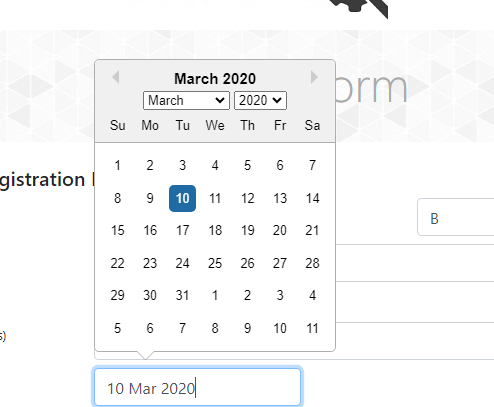 orm
March 2020
March 2020
Su Mo Tu We Th Fr Sa
1 2 3 4 5 6 7
gistration
8 9 10 11 12 13 14
B
15 16 17 18 19 20 21
22 23 24 25 26 27 28
29 30 31 1 2 3 4
5 6 7 8 9 10 11
s)
10 Mar 2020